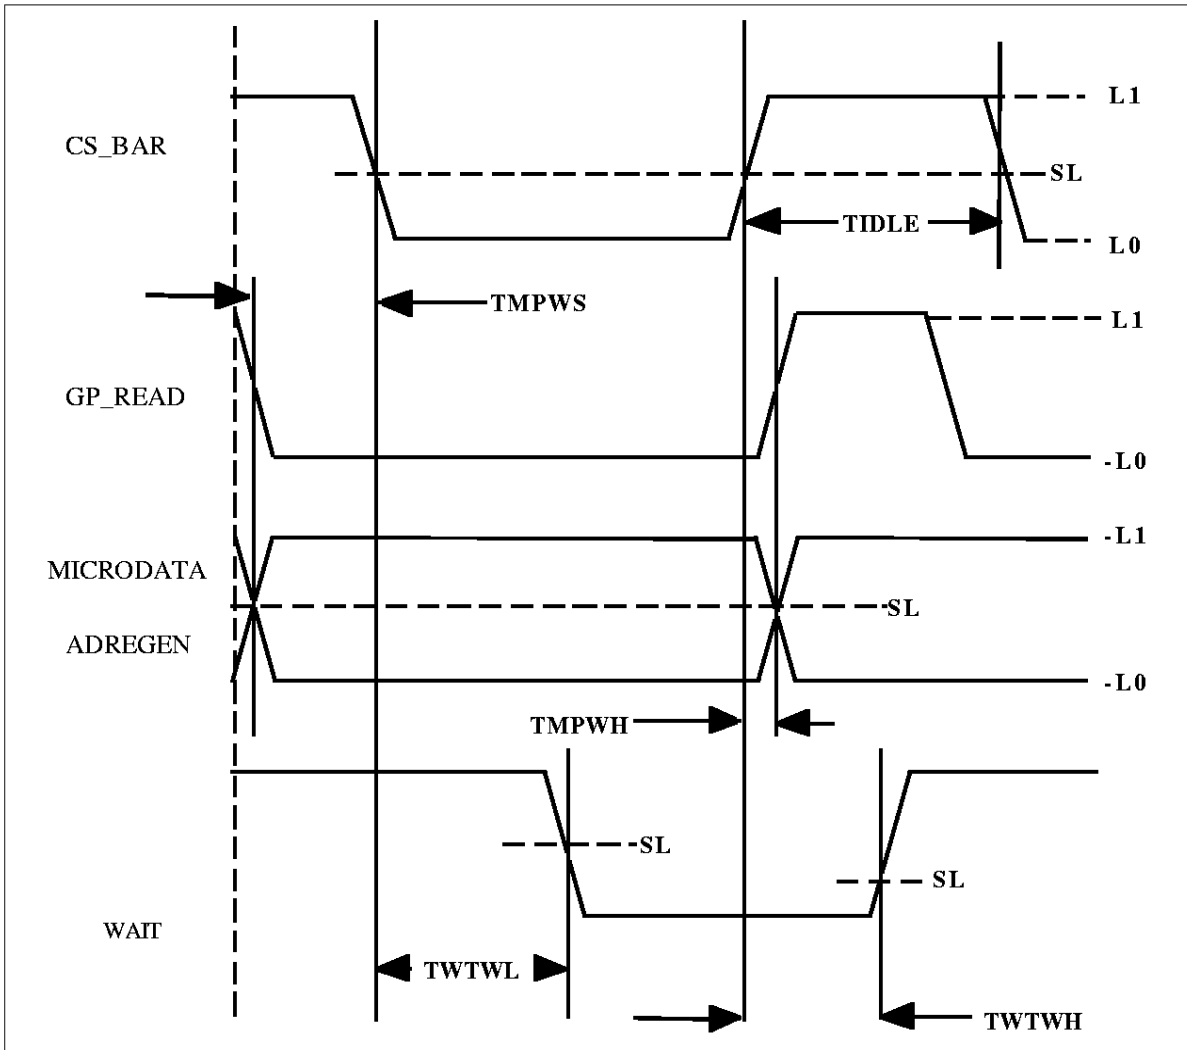 L1
CS_BAR
SL
TIDLE
L0
TMPWS
L1
GP_READ
-L0
-L1
MICRODATA
SL
ADREGEN
-L0
TMPWH
SL
SL
WAIT
TWTWL
TWTWH